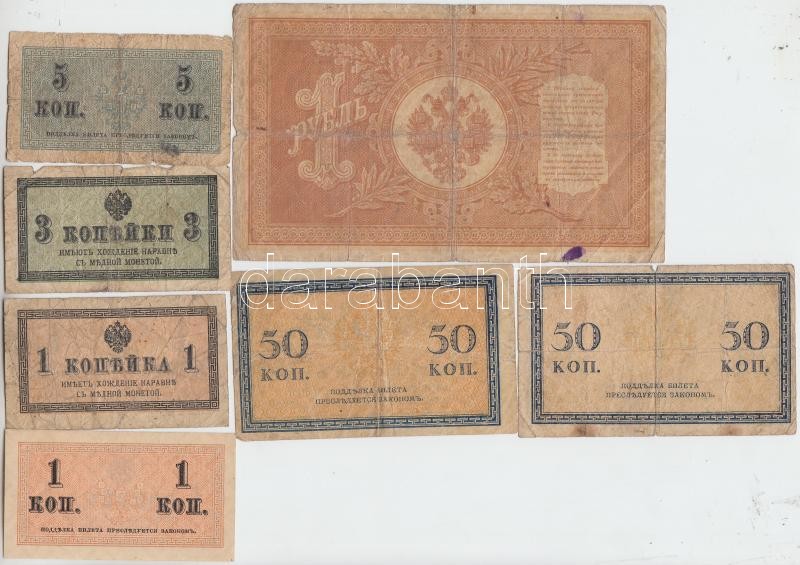 5 5
КОП. КОП.
ПОДДѢЛКА БИЛЕТА ПРЕСЛѢДУЕТСЯ ЗАКОНОМЪ.
1
РУБЛЬ
3 КОПѢЙКИ 3
ИМѢЮТЪ ХОЖДЕНІЕ НАРАВНѢ
СЪ МѢДНОЙ МОНЕТОЙ.
1 КОПѢЙКА 1
ИМѢЕТЪ ХОЖДЕНІЕ НАРАВНѢ
СЪ МѢДНОЙ МОНЕТОЙ.
50 50
КОП. КОП.
ПОДДѢЛКА БИЛЕТА
ПРЕСЛѢДУЕТСЯ ЗАКОНОМЪ.
50 50
КОП. КОП.
ПОДДѢЛКА БИЛЕТА
ПРЕСЛѢДУЕТСЯ ЗАКОНОМЪ.
1 1
КОП. КОП.
ПОДДѢЛКА БИЛЕТА ПРЕСЛѢДУЕТСЯ ЗАКОНОМЪ.
darabanth